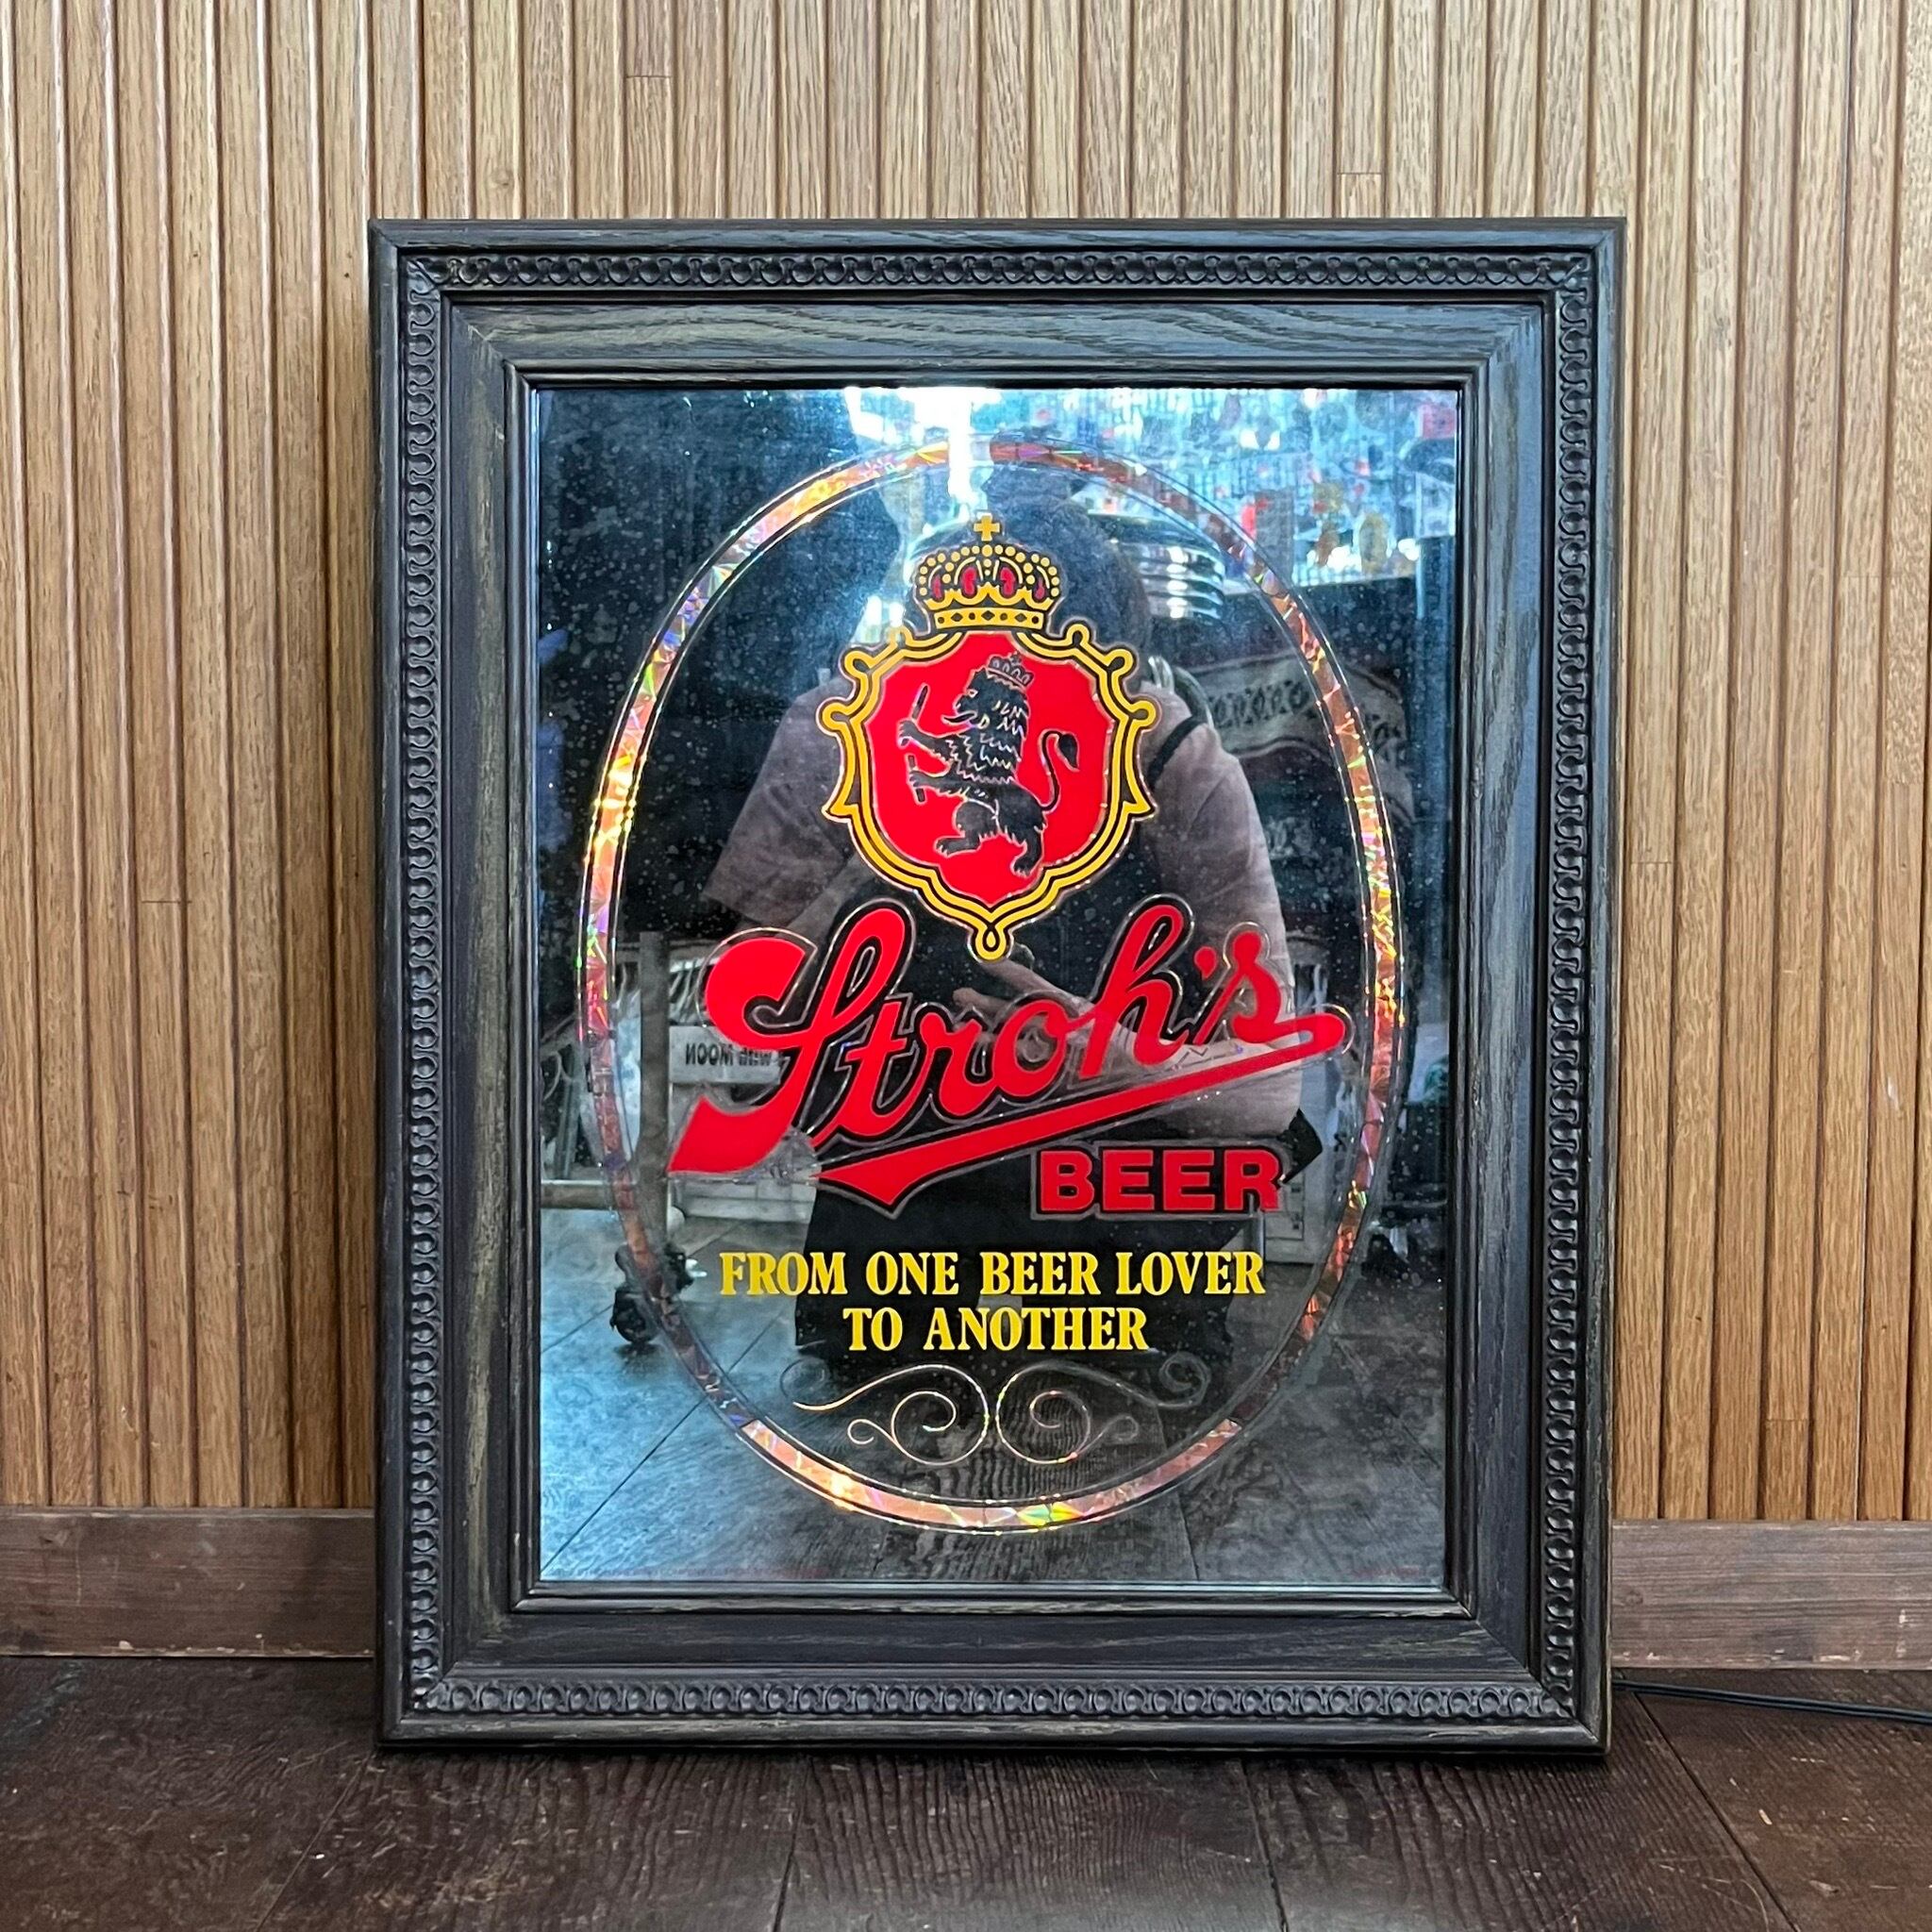 Stroh's
BEER
FROM ONE BEER LOVER
TO ANOTHER